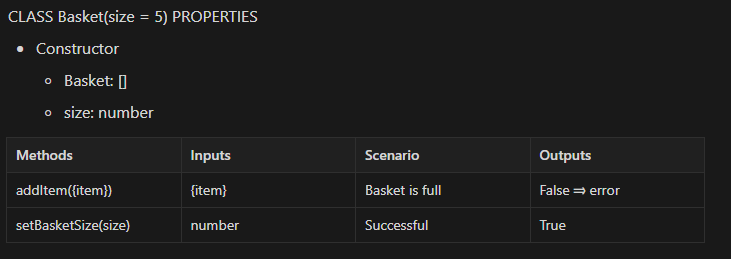 CLASS Basket(size = 5) PROPERTIES
• Constructor
◦ Basket: []
◦ size: number
Methods Inputs Scenario Outputs
addItem({item}) {item} Basket is full False ⟹ error
setBasketSize(size) number Successful True